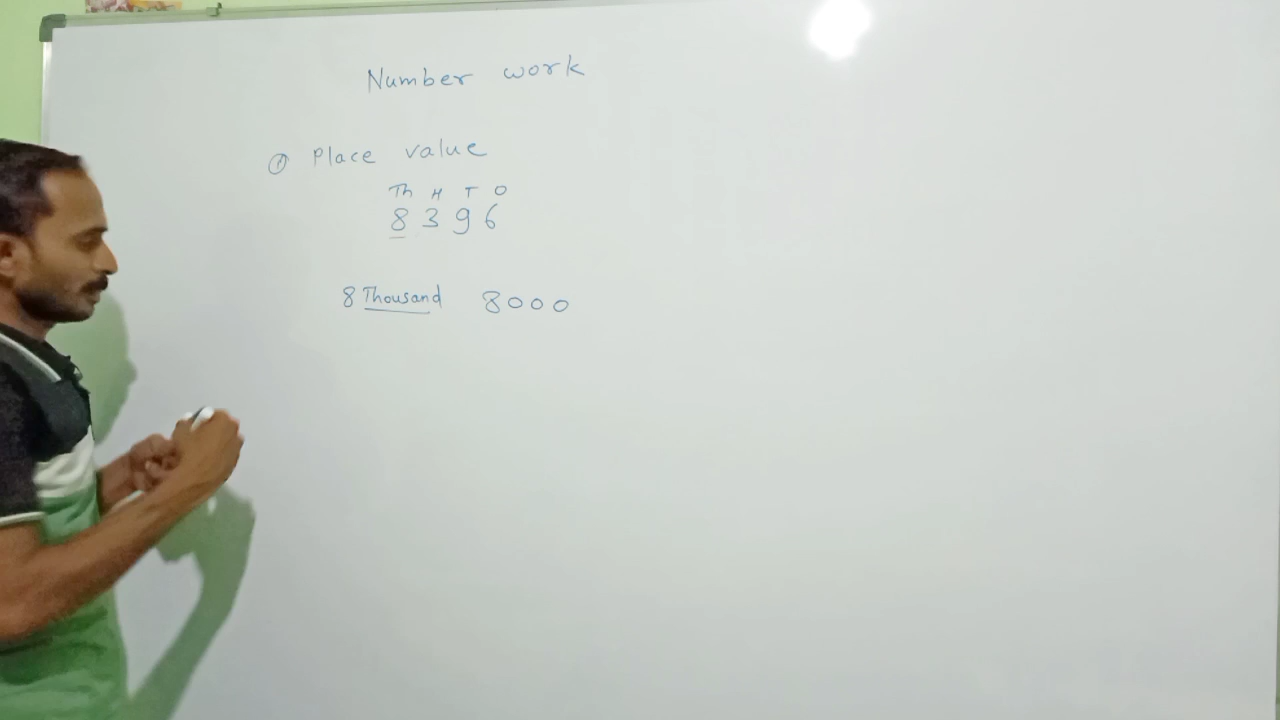 Number work
① Place value
Th H T O
8 3 9 6
8 Thousand 8000